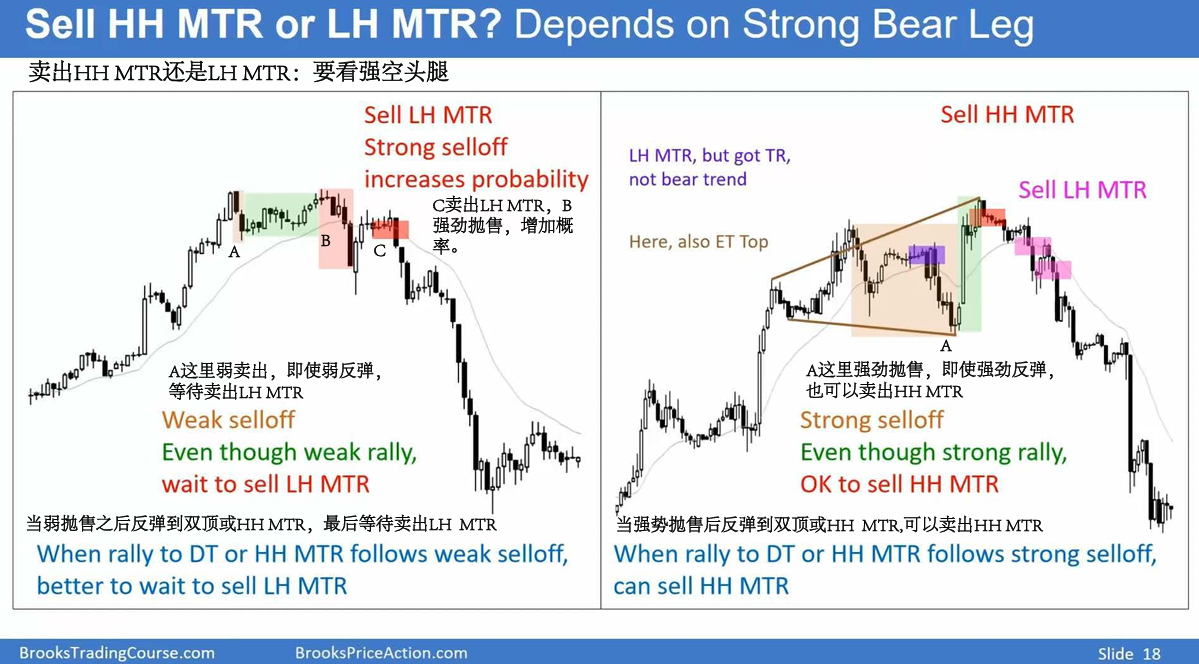 Sell HH MTR or LH MTR? Depends on Strong Bear Leg
卖出HH MTR还是LH MTR：要看强空头腿
Sell LH MTR
Strong selloff
increases probability
C卖出LH MTR，B
强劲抛售，增加概
率。
A
B
C
A这里弱卖出，即使弱反弹，
等待卖出LH MTR
Weak selloff
Even though weak rally,
wait to sell LH MTR
当弱抛售之后反弹到双顶或HH MTR，最后等待卖出LH MTR
When rally to DT or HH MTR follows weak selloff,
better to wait to sell LH MTR
Sell HH MTR
LH MTR, but got TR,
not bear trend
Sell LH MTR
Here, also ET Top
A
A这里强劲抛售，即使强劲反弹，
也可以卖出HH MTR
Strong selloff
Even though strong rally,
OK to sell HH MTR
当强势抛售后反弹到双顶或HH MTR,可以卖出HH MTR
When rally to DT or HH MTR follows strong selloff,
can sell HH MTR
BrooksTradingCourse.com
BrooksPriceAction.com
Slide 18